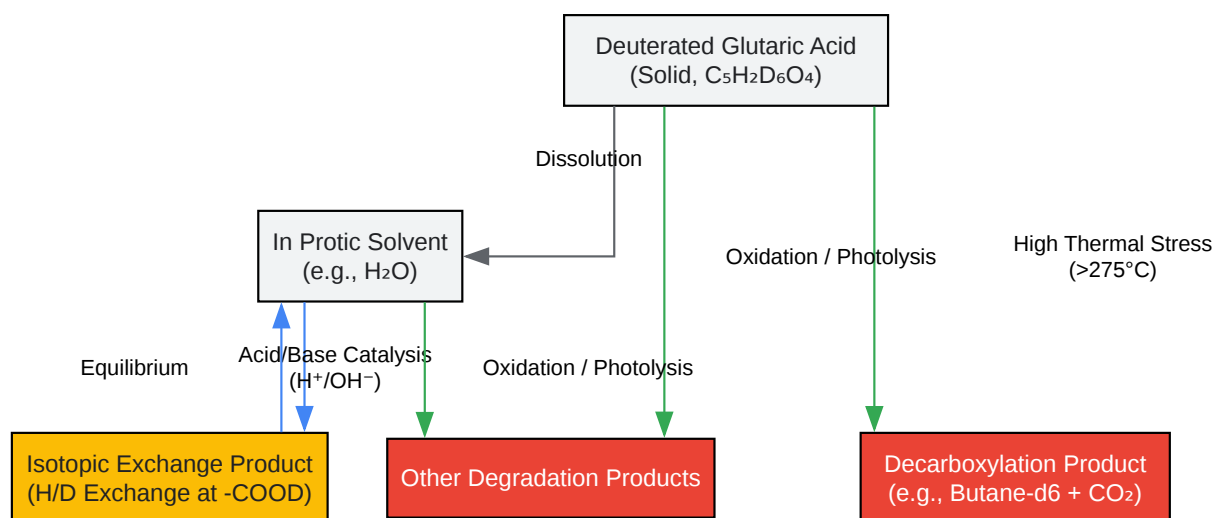 Deuterated Glutaric Acid
(Solid, C₅H₂D₆O₄)
Dissolution
In Protic Solvent
(e.g., H₂O)
Oxidation / Photolysis
High Thermal Stress
(>275°C)
Equilibrium
Acid/Base Catalysis
(H⁺/OH⁻)
Oxidation / Photolysis
Isotopic Exchange Product
(H/D Exchange at -COOD)
Other Degradation Products
Decarboxylation Product
(e.g., Butane-d6 + CO₂)